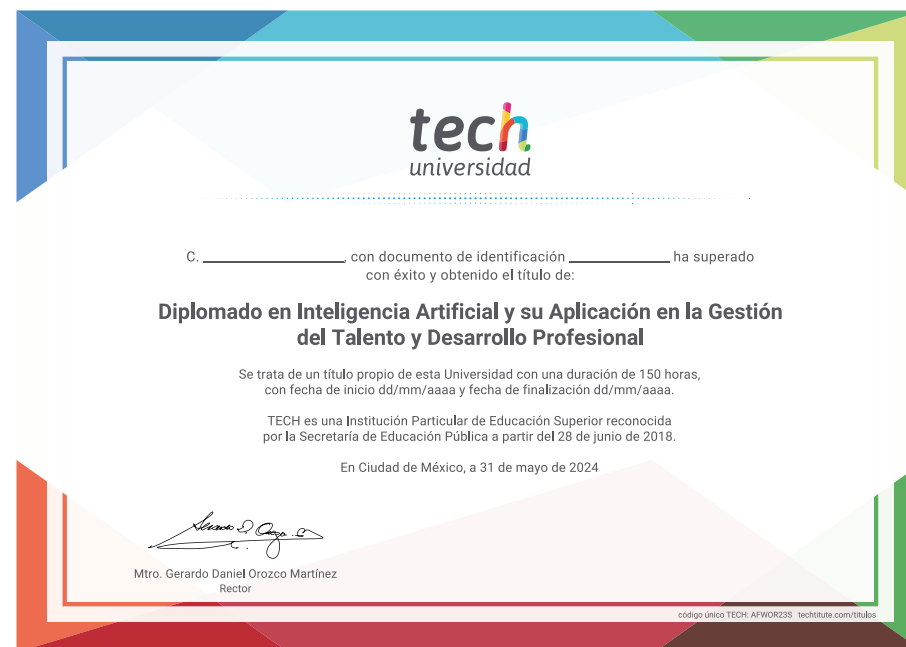 tech
universidad
C. ____________, con documento de identificación ____________ ha superado
con éxito y obtenido el título de:
Diplomado en Inteligencia Artificial y su Aplicación en la Gestión
del Talento y Desarrollo Profesional
Se trata de un título propio de esta Universidad con una duración de 150 horas,
con fecha de inicio dd/mm/aaaa y fecha de finalización dd/mm/aaaa.
TECH es una Institución Particular de Educación Superior reconocida
por la Secretaría de Educación Pública a partir del 28 de junio de 2018.
En Ciudad de México, a 31 de mayo de 2024
Mtro. Gerardo Daniel Orozco Martínez
Rector
código único TECH: AFWOR23S techtitute.com/titulos